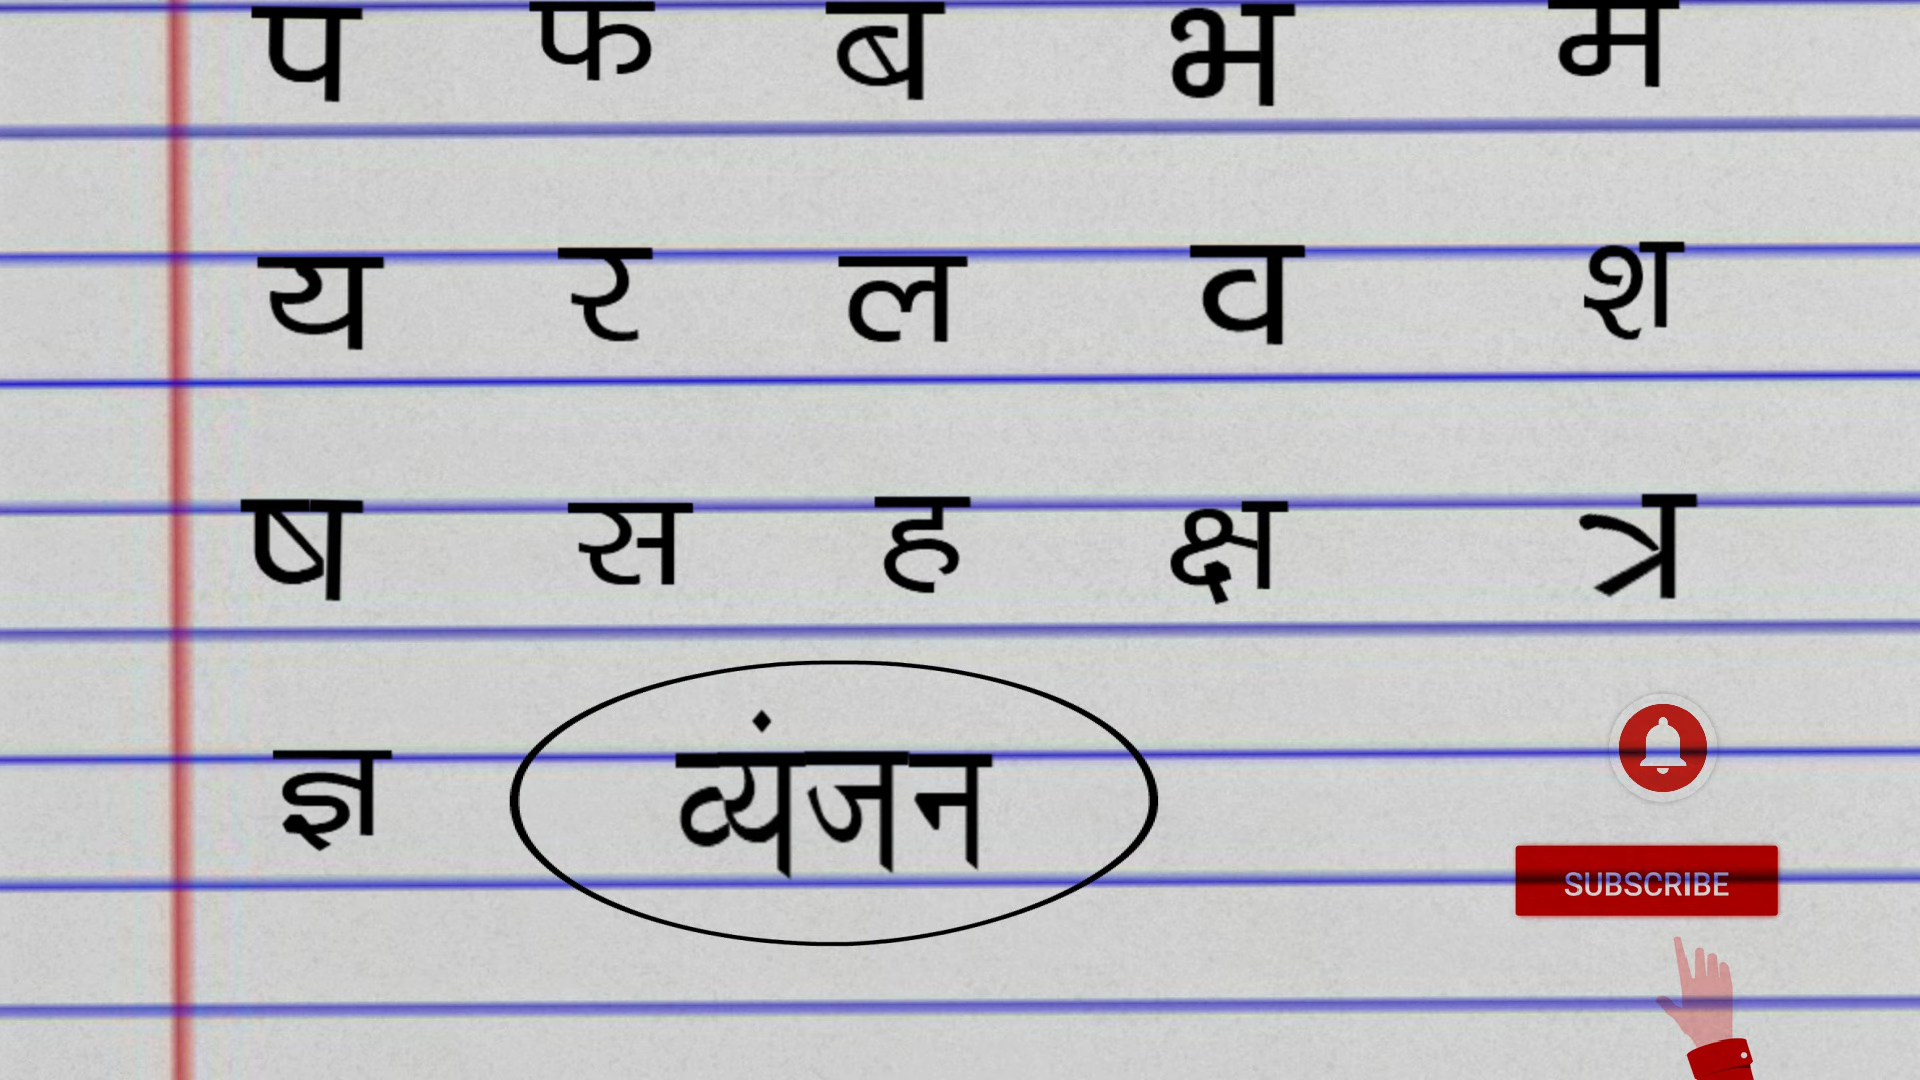 प फ ब भ म
य र ल व श
ष स ह क्ष त्र
ज्ञ व्यंजन
SUBSCRIBE